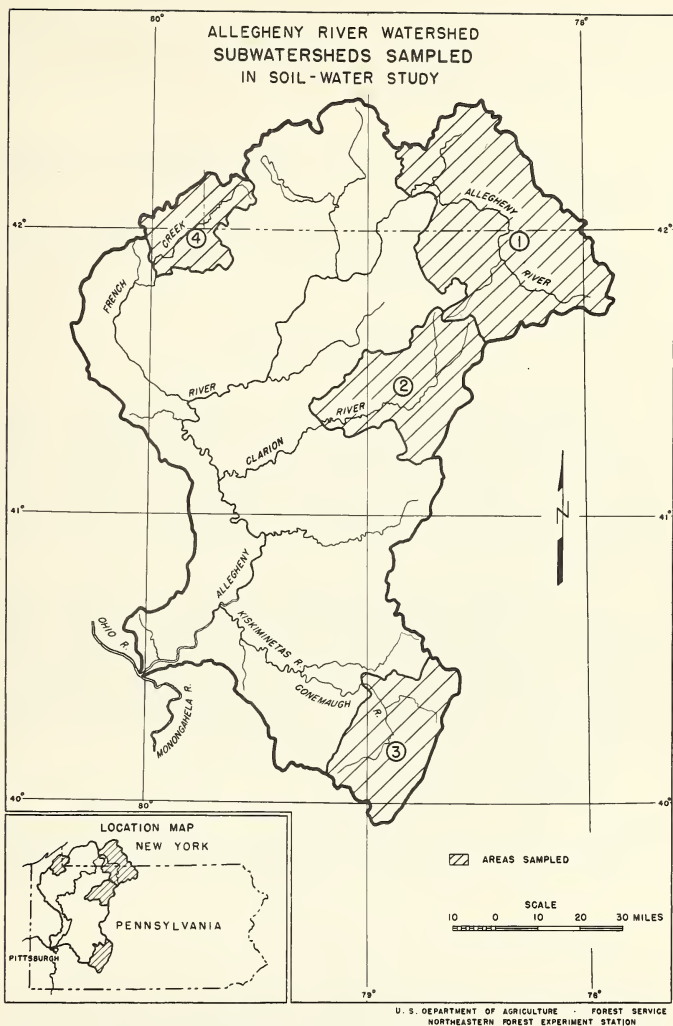 80°
78°
ALLEGHENY RIVER WATERSHED
SUBWATERSHEDS SAMPLED
IN SOIL-WATER STUDY
42°
42°
ALLEGHENY
RIVER
1
4
FRENCH
CREEK
2
RIVER
CLARION
RIVER
41°
41°
N
ALLEGHENY
KISKIMINETAS R.
CONEMAUGH
R.
3
OHIO R.
MONONGAHELA R.
40°
40°
80°
LOCATION MAP
NEW YORK
PENNSYLVANIA
PITTSBURGH
AREAS SAMPLED
SCALE
10 0 10 20 30 MILES
79°
78°
U. S. DEPARTMENT OF AGRICULTURE - FOREST SERVICE
NORTHEASTERN FOREST EXPERIMENT STATION